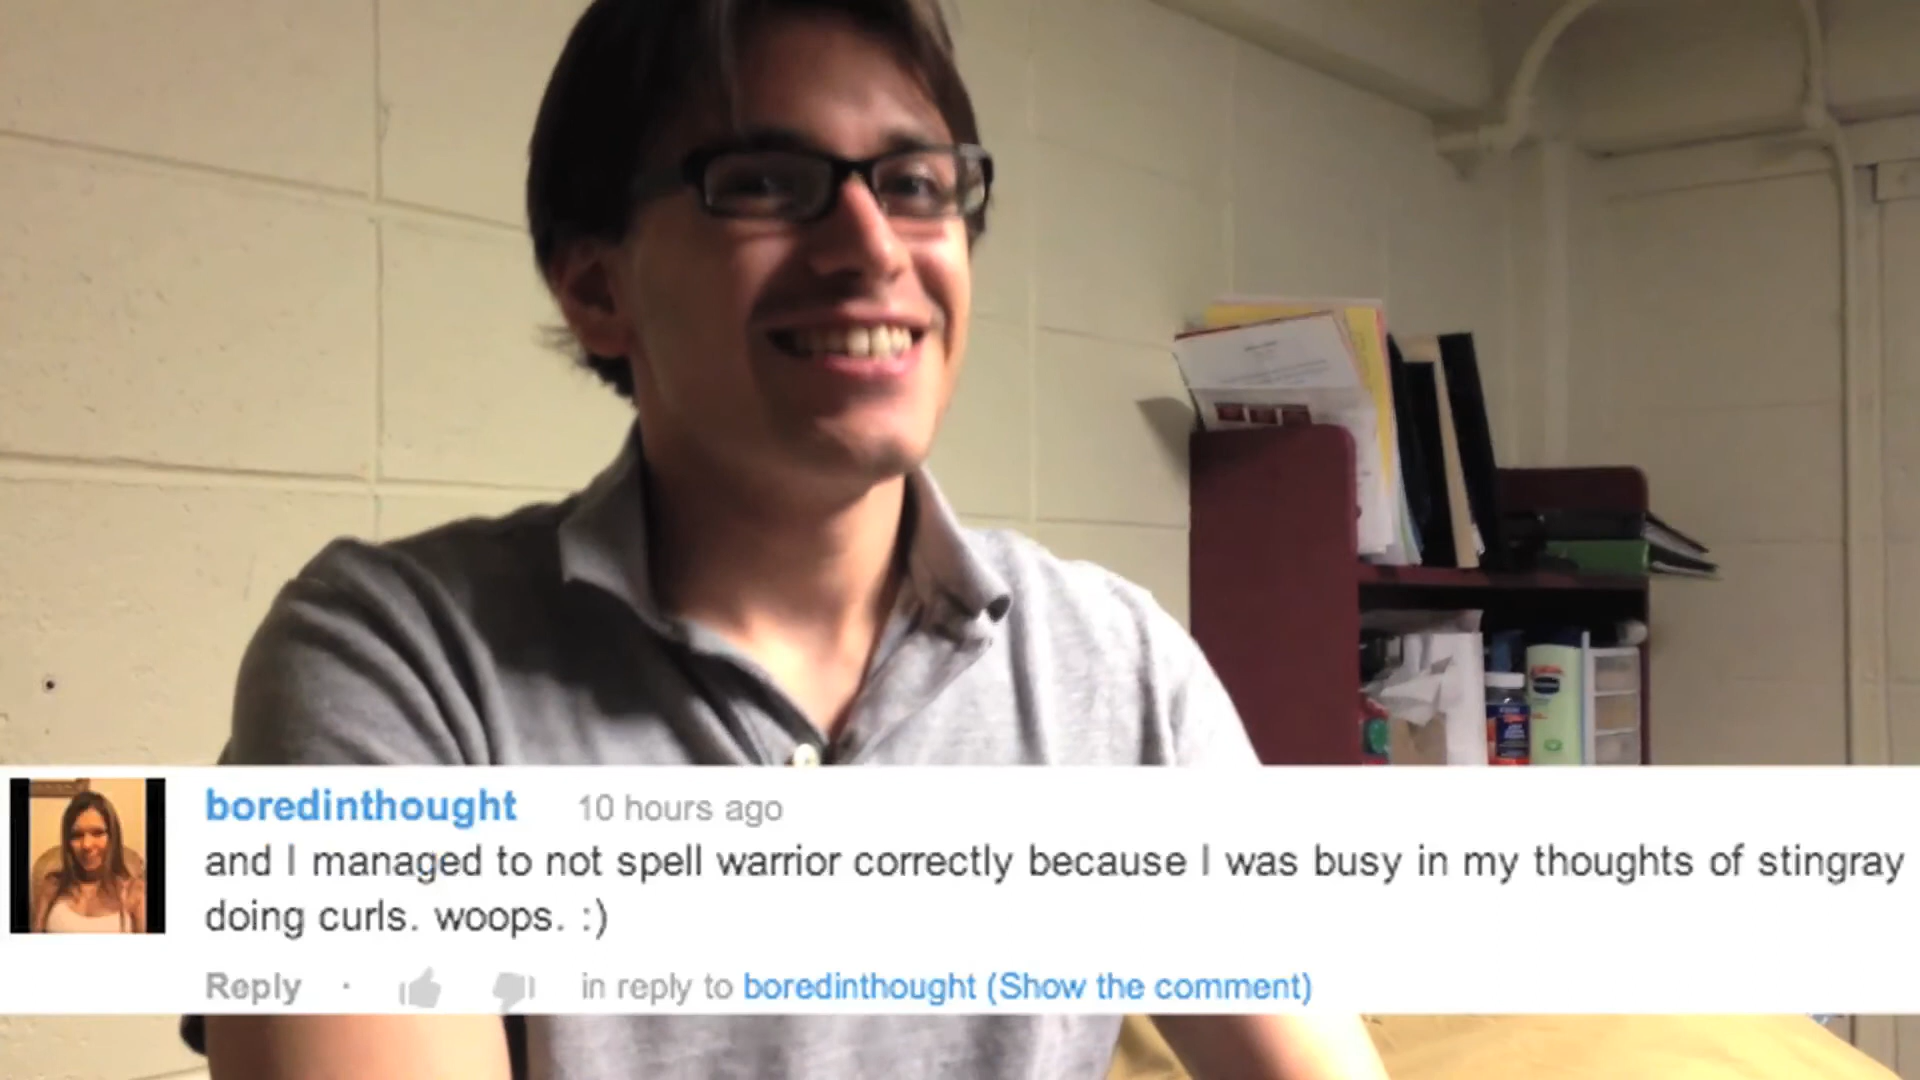 boredinthought 10 hours ago
and I managed to not spell warrior correctly because I was busy in my thoughts of stingray
doing curls. woops. :)
Reply · in reply to boredinthought (Show the comment)